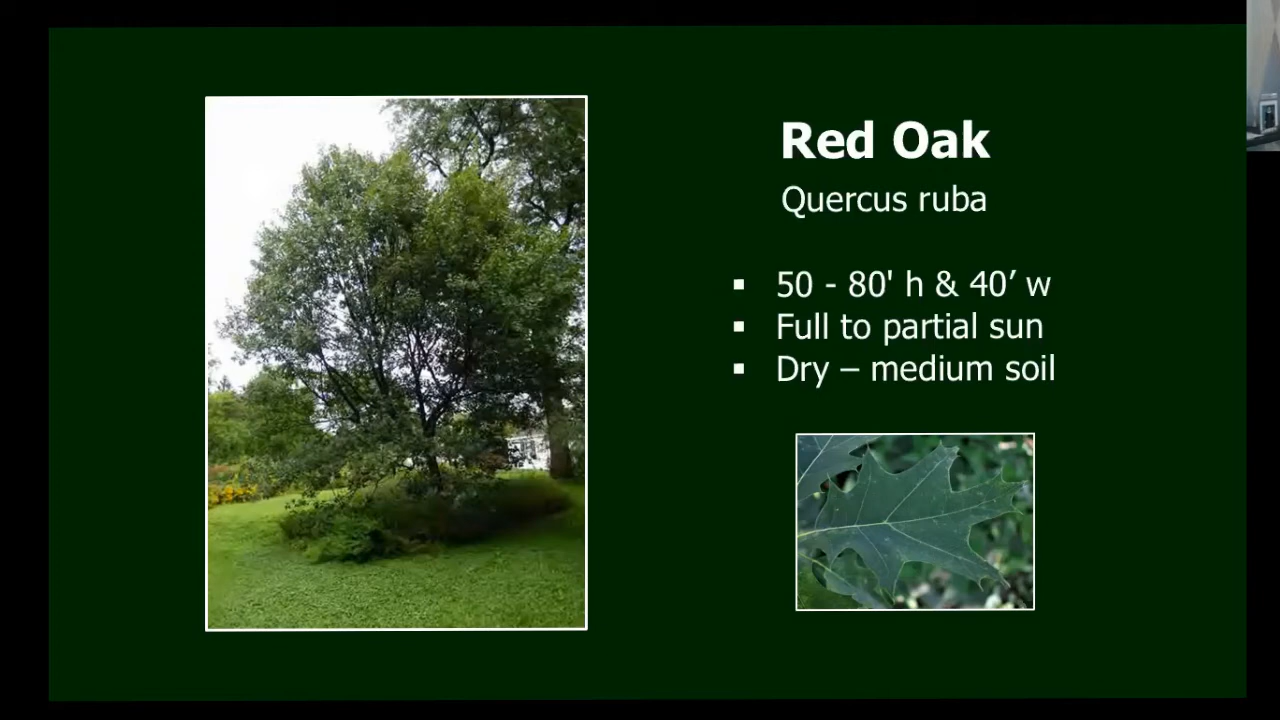 Red Oak
Quercus ruba
▪ 50 - 80' h & 40’ w
▪ Full to partial sun
▪ Dry – medium soil